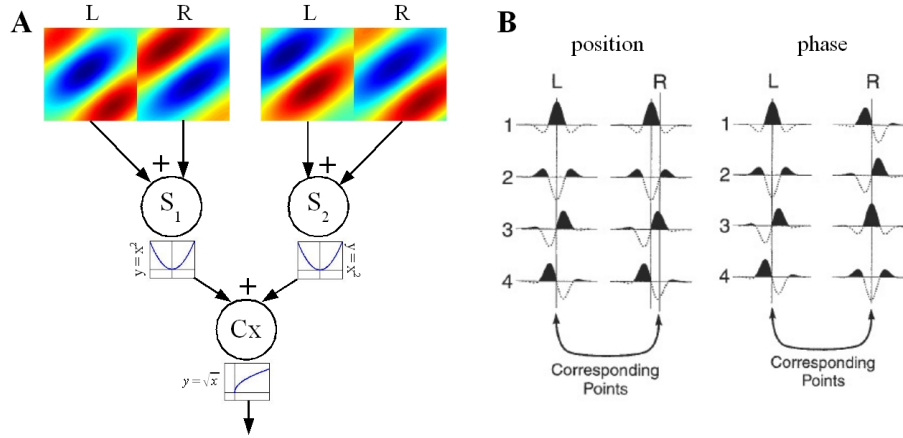 A
L R L R
+ +
S1 S2
y = x² y = x²
+
Cx
y = √x
B
position phase
L R L R
1 1
2 2
3 3
4 4
Corresponding Corresponding
Points Points